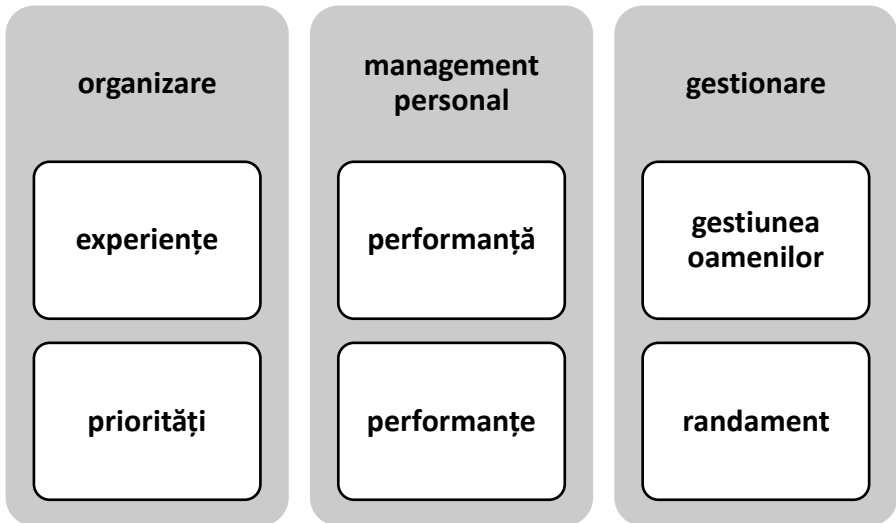 organizare
experiențe
priorități
management
personal
performanță
performanțe
gestionare
gestiunea
oamenilor
randament